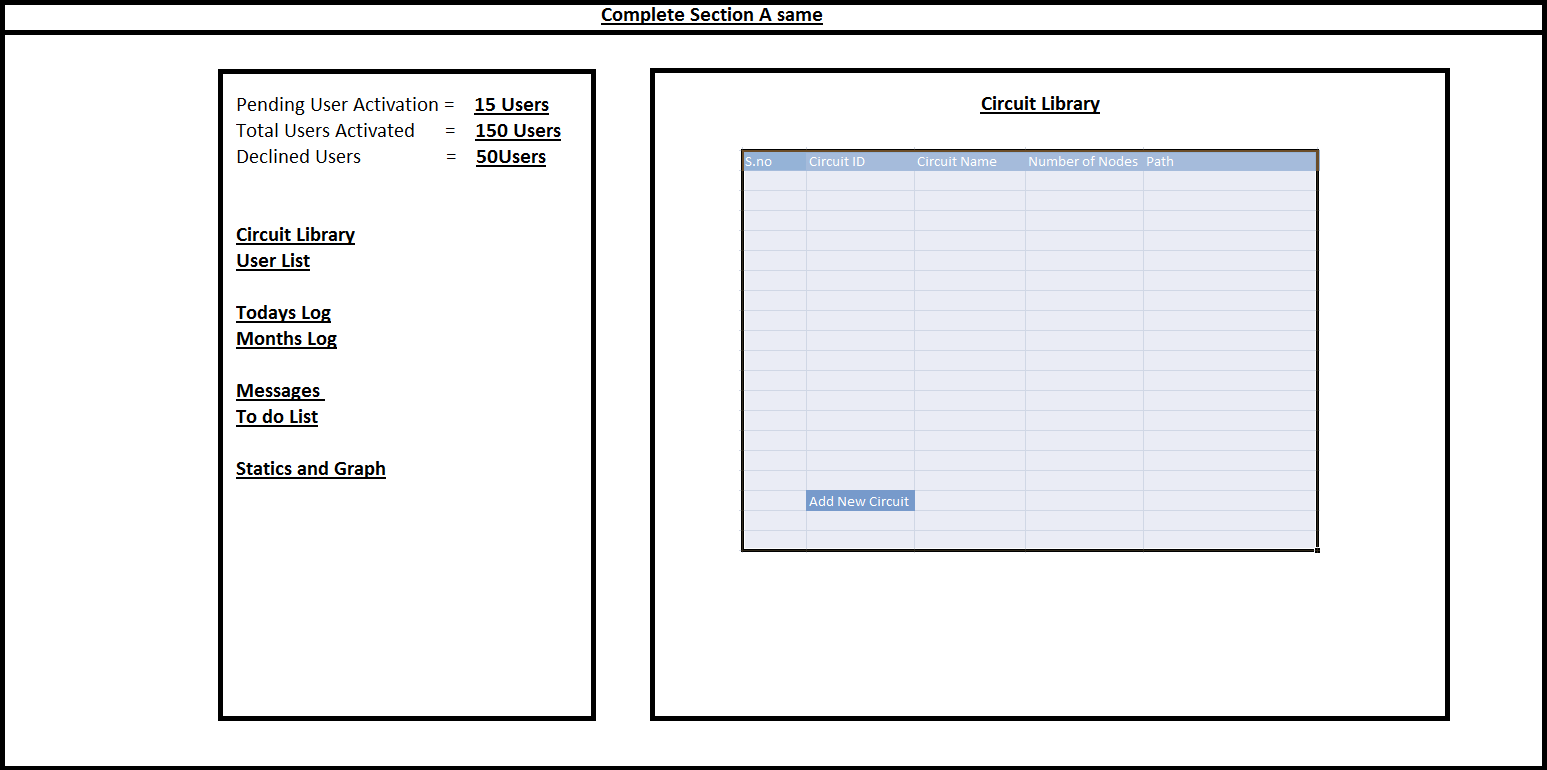 Complete Section A same
Pending User Activation = 15 Users
Total Users Activated = 150 Users
Declined Users = 50Users
Circuit Library
User List
Todays Log
Months Log
Messages
To do List
Statics and Graph
Circuit Library
S.no Circuit ID Circuit Name Number of Nodes Path
Add New Circuit